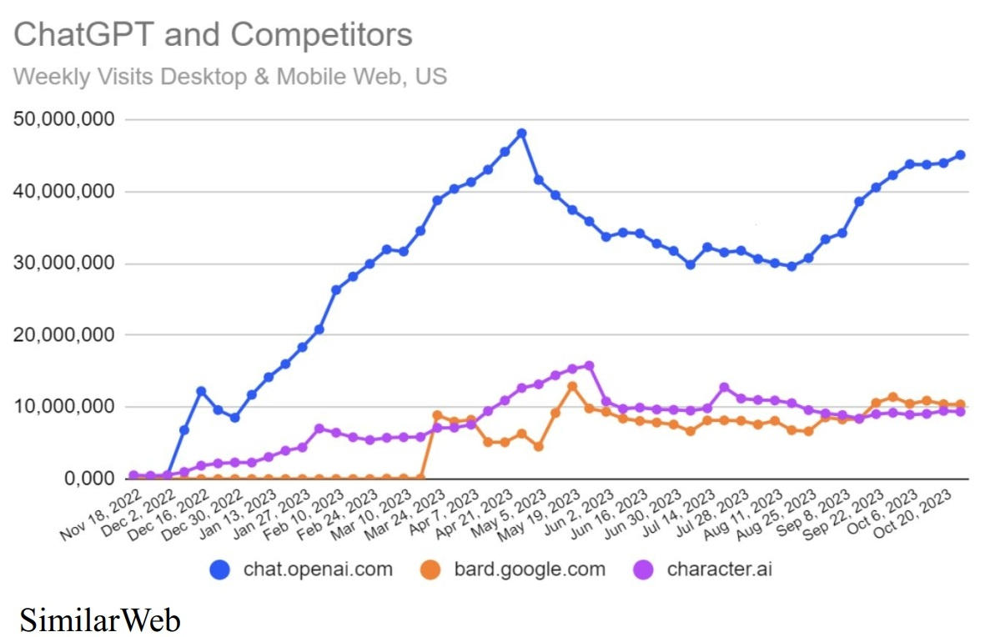 ChatGPT and Competitors
Weekly Visits Desktop & Mobile Web, US
50,000,000
40,000,000
30,000,000
20,000,000
10,000,000
0,000
Nov 18, 2022
Dec 2, 2022
Dec 16, 2022
Dec 30, 2022
Jan 13, 2023
Jan 27, 2023
Feb 10, 2023
Feb 24, 2023
Mar 10, 2023
Mar 24, 2023
Apr 7, 2023
Apr 21, 2023
May 5, 2023
May 19, 2023
Jun 2, 2023
Jun 16, 2023
Jun 30, 2023
Jul 14, 2023
Jul 28, 2023
Aug 11, 2023
Aug 25, 2023
Sep 8, 2023
Sep 22, 2023
Oct 6, 2023
Oct 20, 2023
chat.openai.com bard.google.com character.ai
SimilarWeb